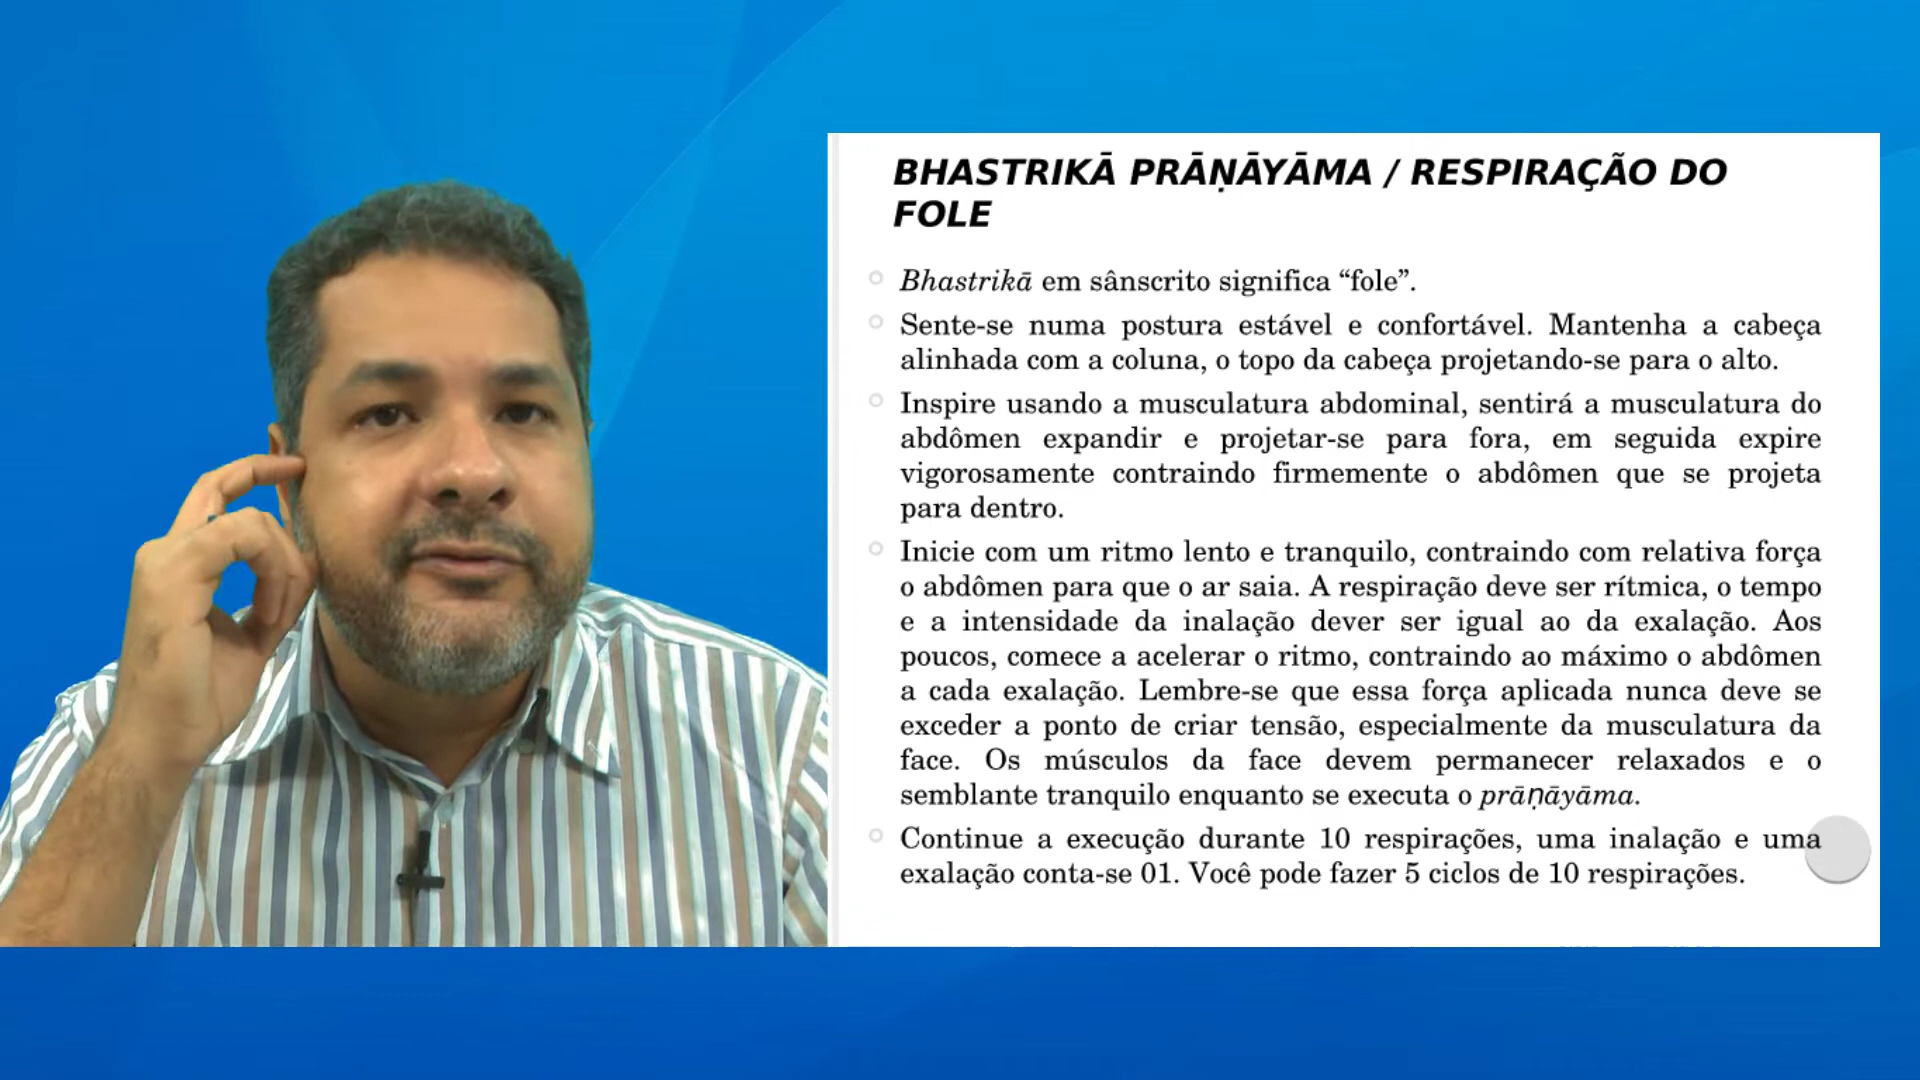 BHASTRIKĀ PRĀṆĀYĀMA / RESPIRAÇÃO DO
FOLE
Bhastrikā em sânscrito significa “fole”.
Sente-se numa postura estável e confortável. Mantenha a cabeça
alinhada com a coluna, o topo da cabeça projetando-se para o alto.
Inspire usando a musculatura abdominal, sentirá a musculatura do
abdômen expandir e projetar-se para fora, em seguida expire
vigorosamente contraindo firmemente o abdômen que se projeta
para dentro.
Inicie com um ritmo lento e tranquilo, contraindo com relativa força
o abdômen para que o ar saia. A respiração deve ser rítmica, o tempo
e a intensidade da inalação dever ser igual ao da exalação. Aos
poucos, comece a acelerar o ritmo, contraindo ao máximo o abdômen
a cada exalação. Lembre-se que essa força aplicada nunca deve se
exceder a ponto de criar tensão, especialmente da musculatura da
face. Os músculos da face devem permanecer relaxados e o
semblante tranquilo enquanto se executa o prāṇāyāma.
Continue a execução durante 10 respirações, uma inalação e uma
exalação conta-se 01. Você pode fazer 5 ciclos de 10 respirações.